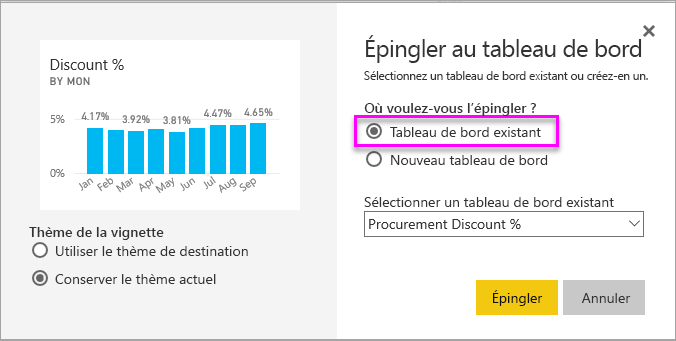 Discount %
BY MON
5%
0%
4.17%
3.92%
3.81%
4.47%
4.65%
Jan
Feb
Mar
Apr
May
Jun
Jul
Aug
Sep
Thème de la vignette
Utiliser le thème de destination
Conserver le thème actuel
Épingler au tableau de bord
Sélectionnez un tableau de bord existant ou créez-en un.
Où voulez-vous l’épingler ?
Tableau de bord existant
Nouveau tableau de bord
Sélectionner un tableau de bord existant
Procurement Discount %
Épingler
Annuler